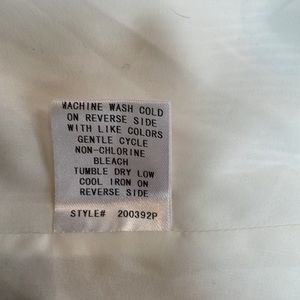 MACHINE WASH COLD
ON REVERSE SIDE
WITH LIKE COLORS
GENTLE CYCLE
NON-CHLORINE
BLEACH
TUMBLE DRY LOW
COOL IRON ON
REVERSE SIDE
STYLE# 200392P